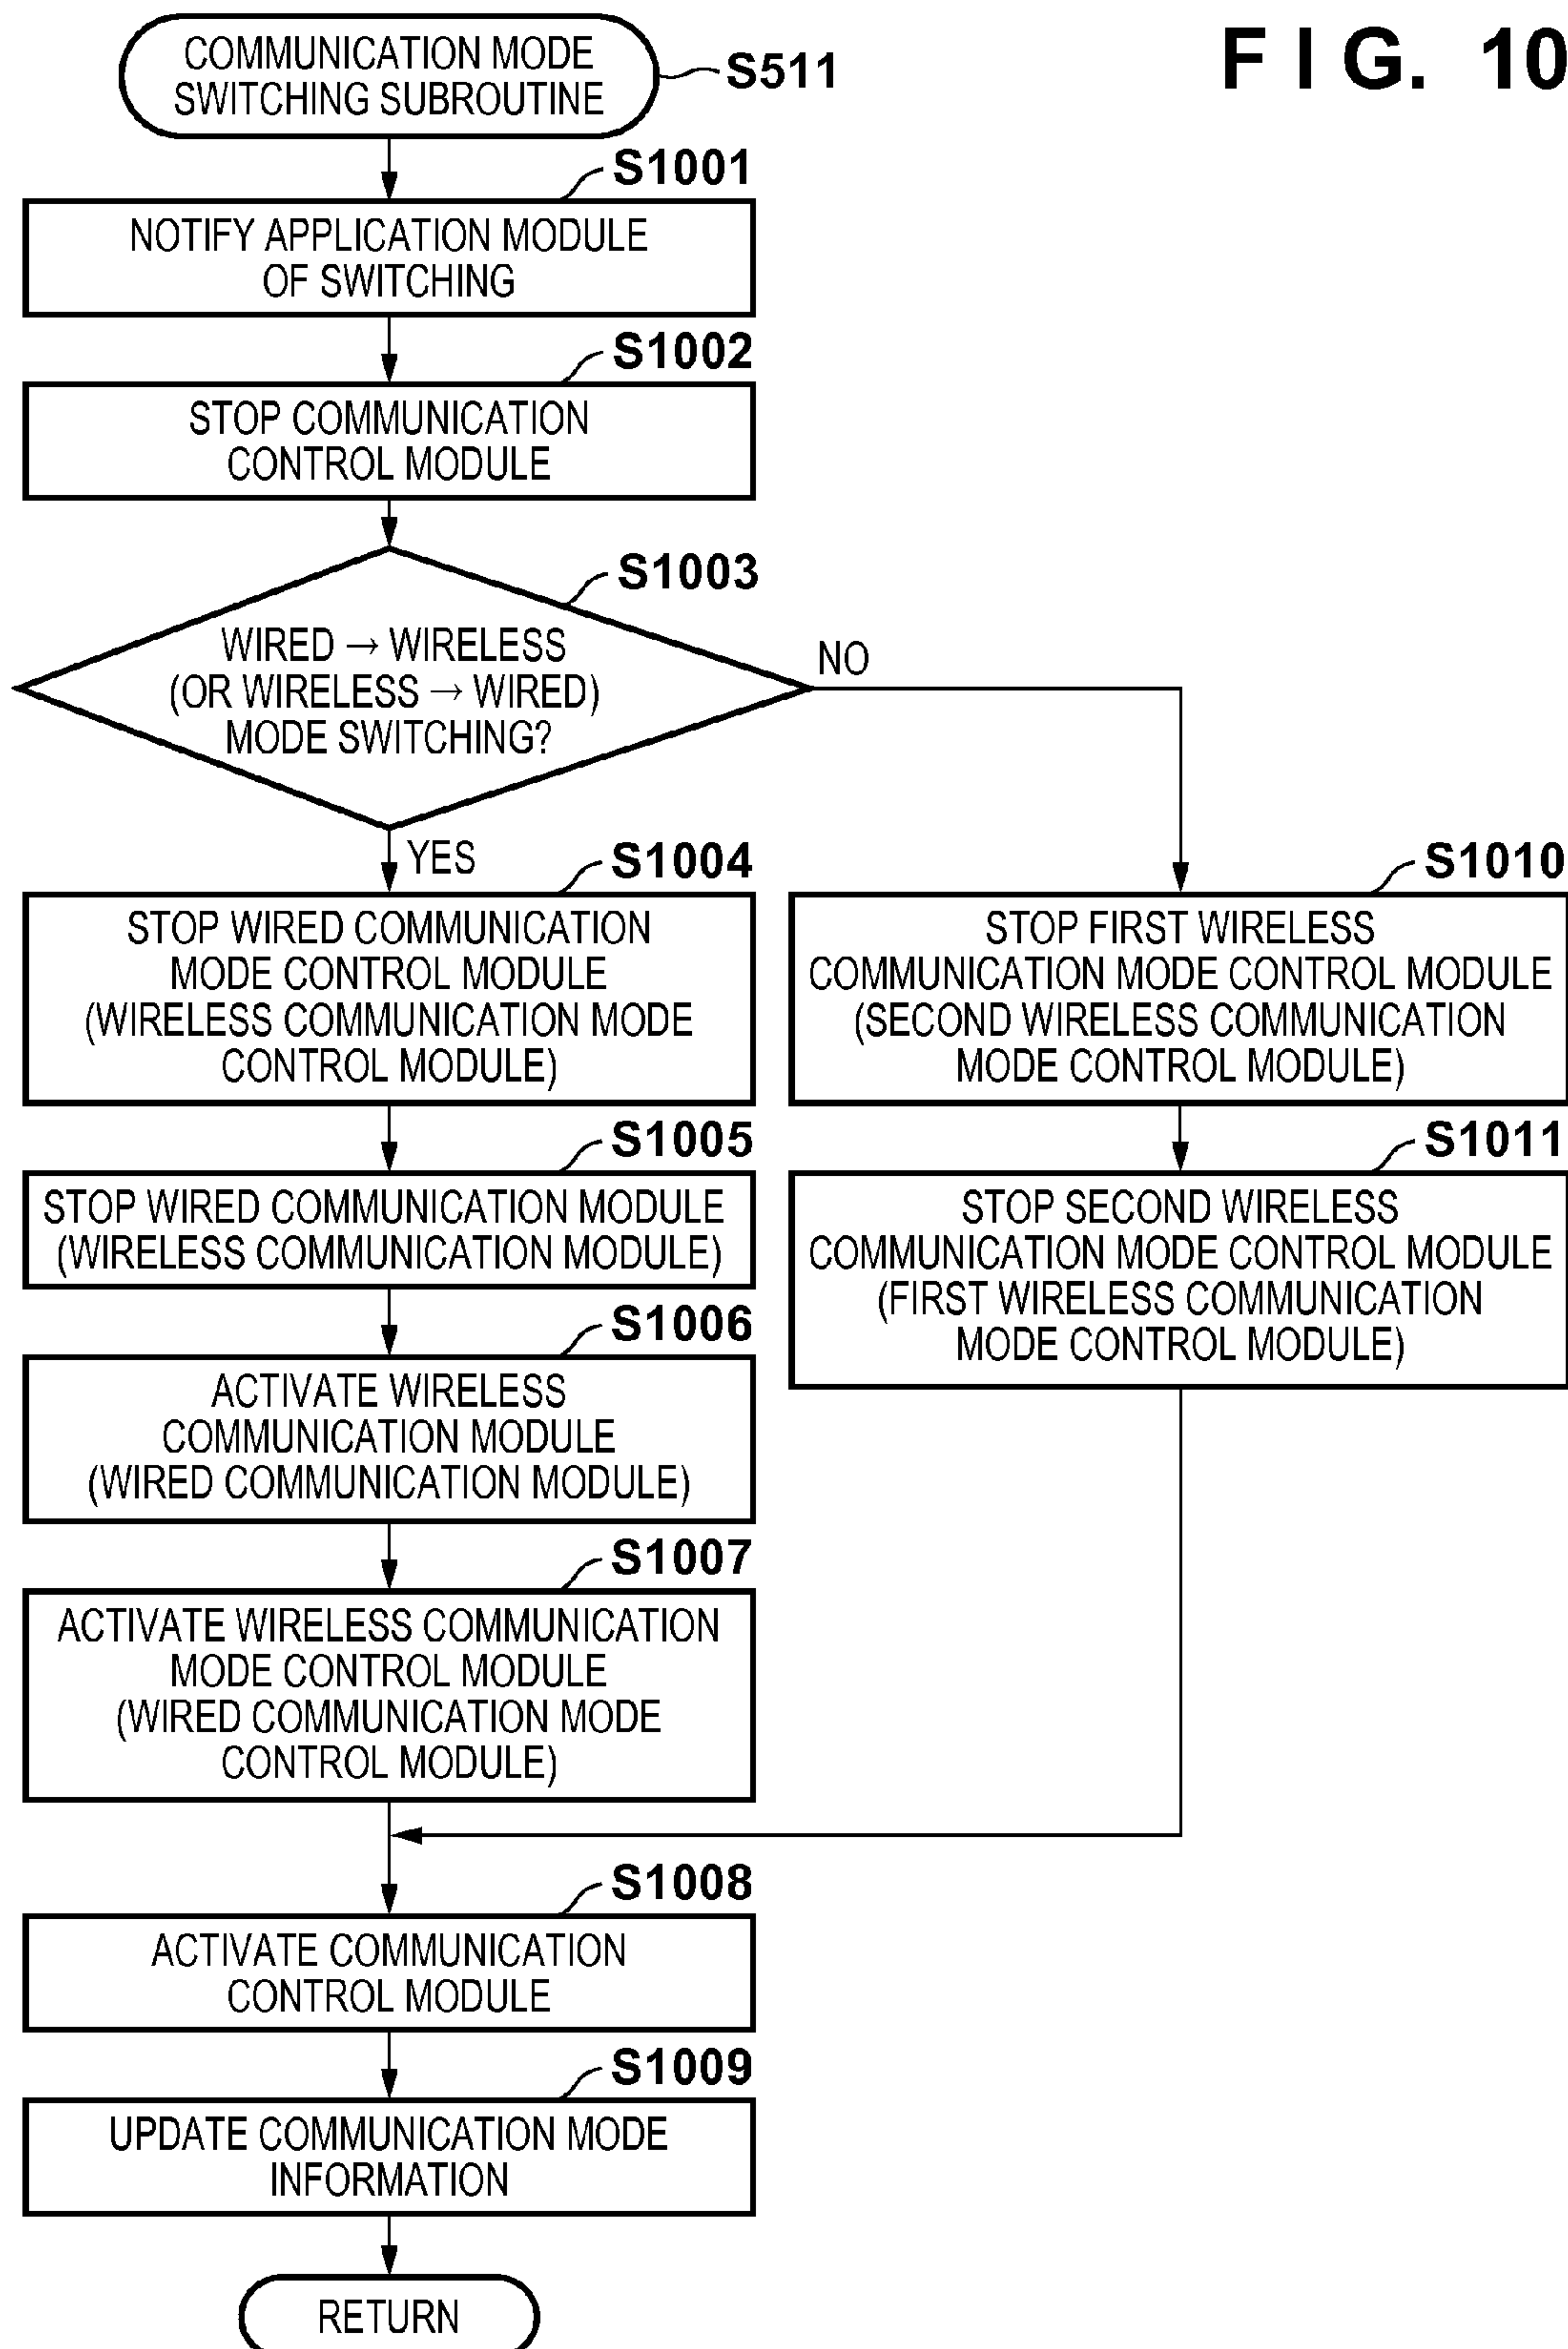 FIG. 10
COMMUNICATION MODE
SWITCHING SUBROUTINE
S511
S1001
NOTIFY APPLICATION MODULE
OF SWITCHING
S1002
STOP COMMUNICATION
CONTROL MODULE
S1003
WIRED → WIRELESS
(OR WIRELESS → WIRED)
MODE SWITCHING?
NO
YES
S1004
STOP WIRED COMMUNICATION
MODE CONTROL MODULE
(WIRELESS COMMUNICATION MODE
CONTROL MODULE)
S1005
STOP WIRED COMMUNICATION MODULE
(WIRELESS COMMUNICATION MODULE)
S1006
ACTIVATE WIRELESS
COMMUNICATION MODULE
(WIRED COMMUNICATION MODULE)
S1007
ACTIVATE WIRELESS COMMUNICATION
MODE CONTROL MODULE
(WIRED COMMUNICATION MODE
CONTROL MODULE)
S1010
STOP FIRST WIRELESS
COMMUNICATION MODE CONTROL MODULE
(SECOND WIRELESS COMMUNICATION
MODE CONTROL MODULE)
S1011
STOP SECOND WIRELESS
COMMUNICATION MODE CONTROL MODULE
(FIRST WIRELESS COMMUNICATION
MODE CONTROL MODULE)
S1008
ACTIVATE COMMUNICATION
CONTROL MODULE
S1009
UPDATE COMMUNICATION MODE
INFORMATION
RETURN